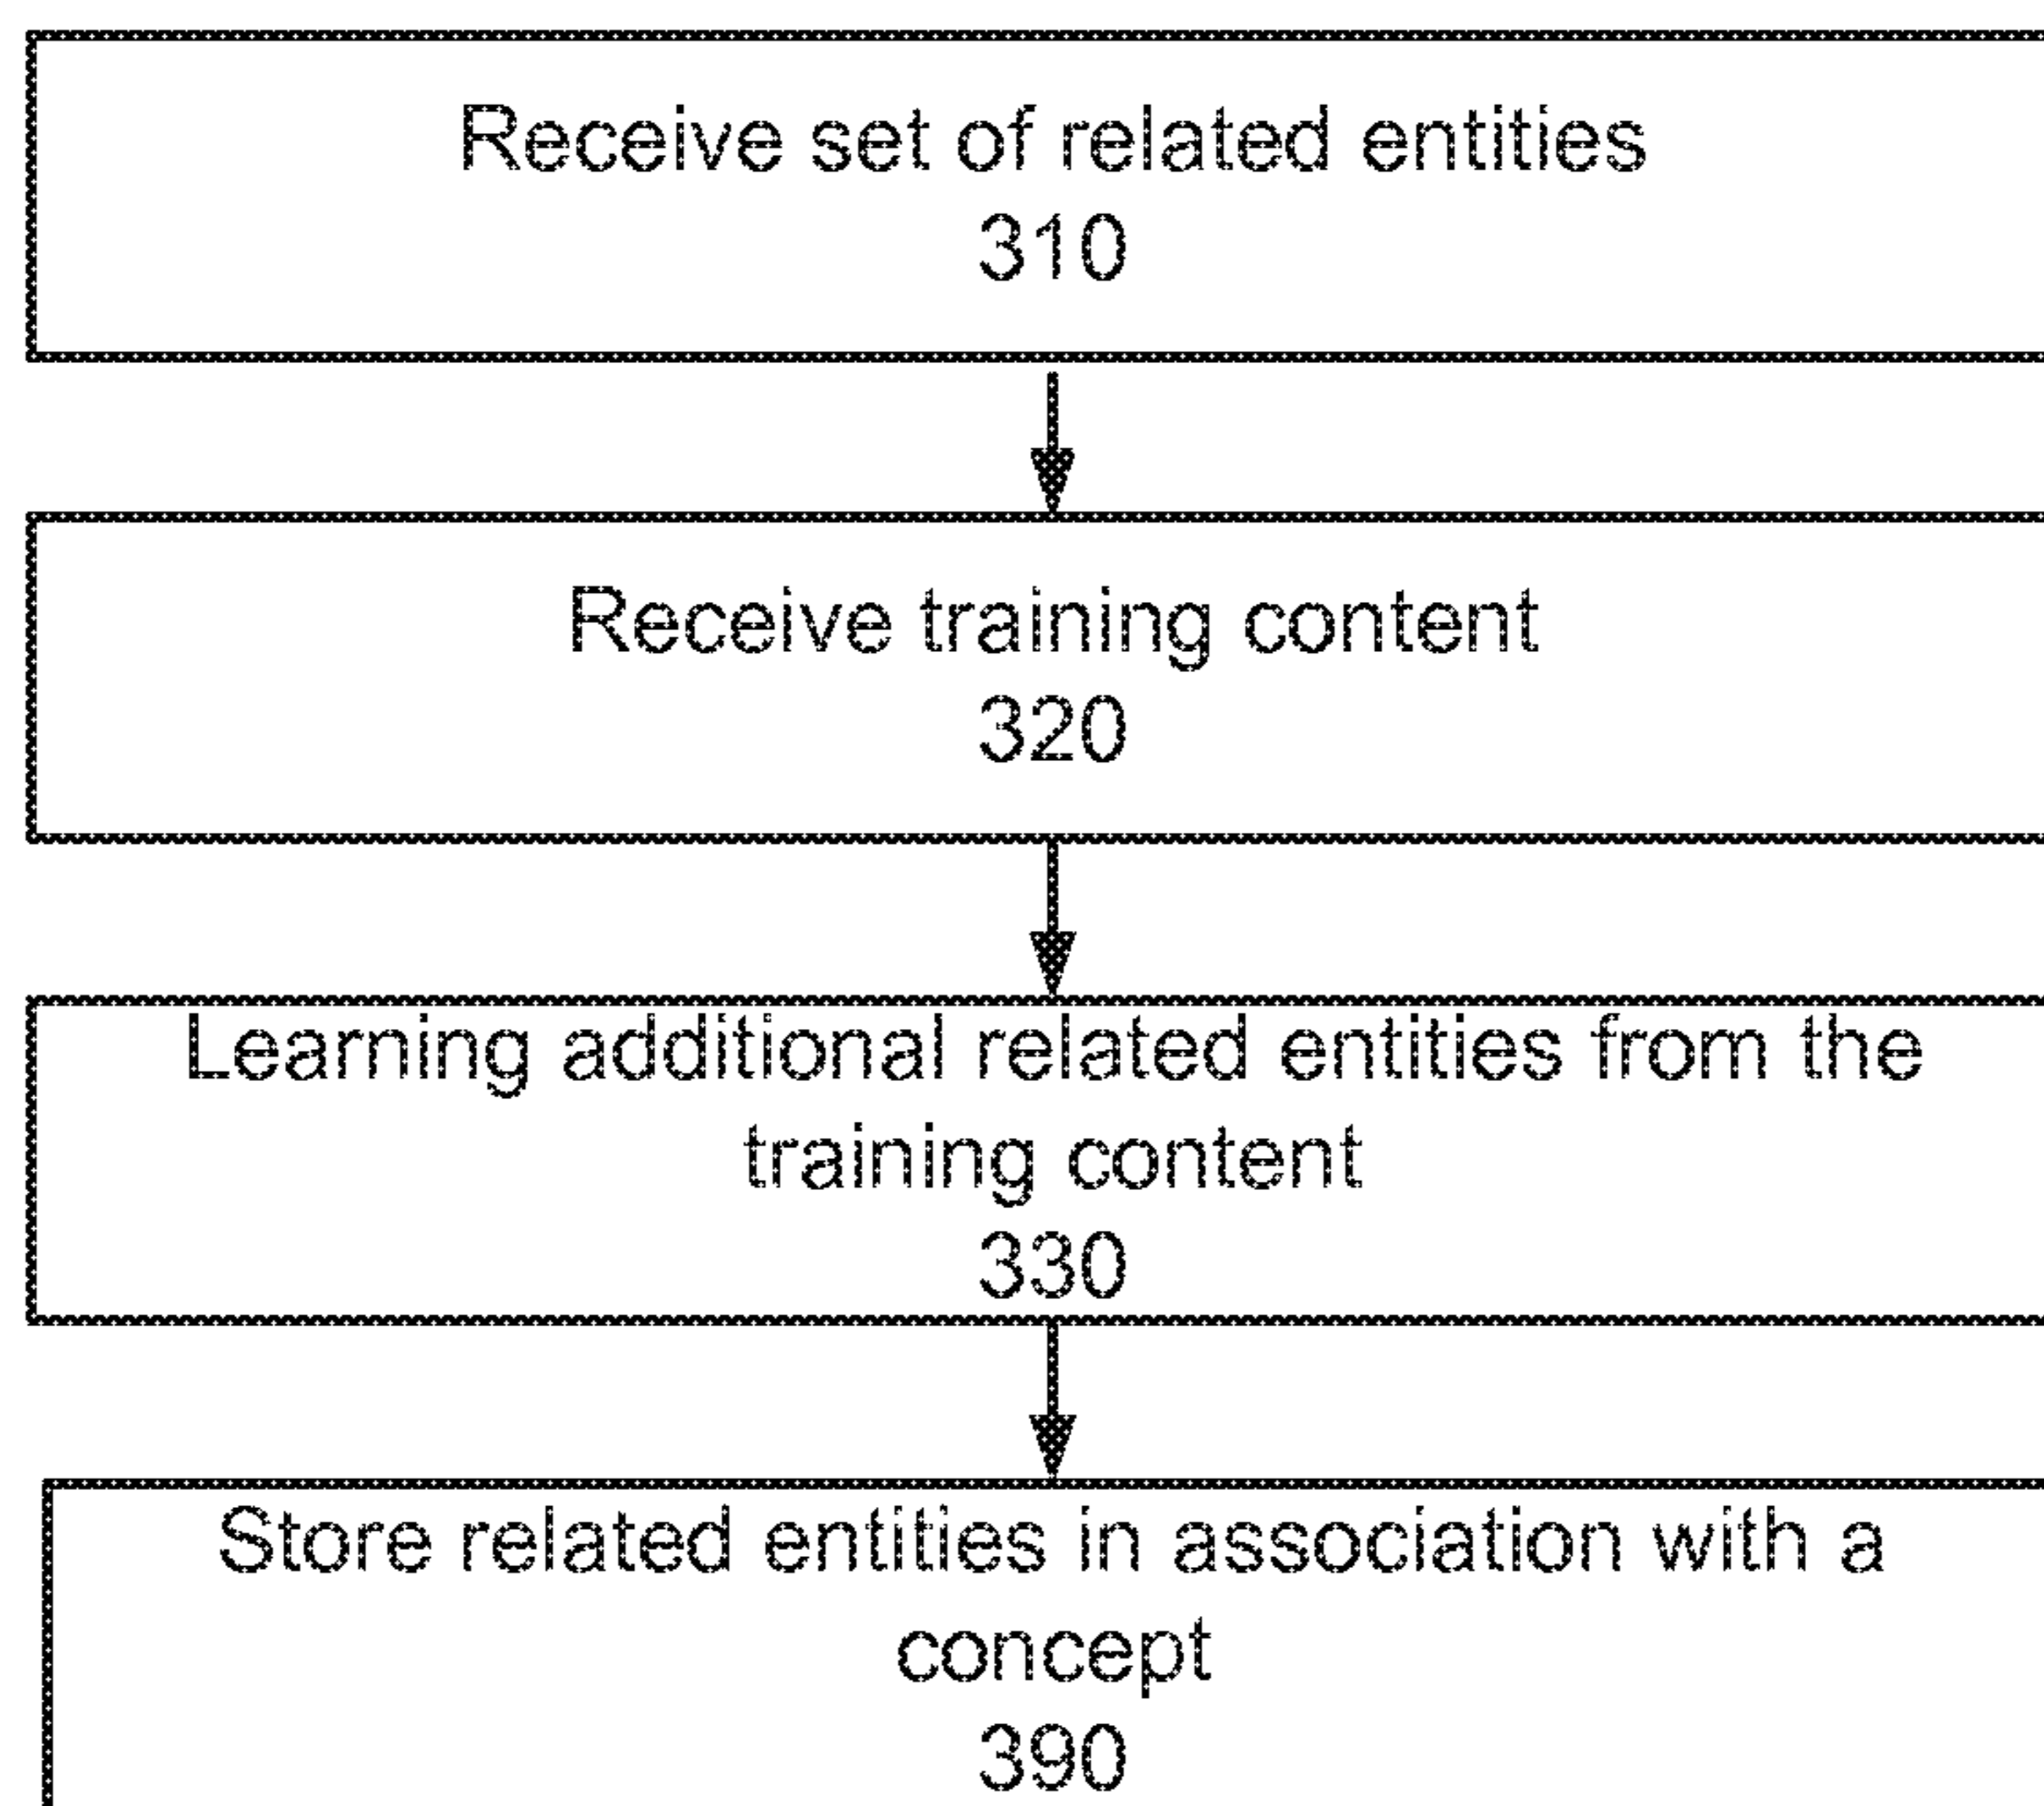 Receive set of related entities
310
Receive training content
320
Learning additional related entities from the
training content
330
Store related entities in association with a
concept
390